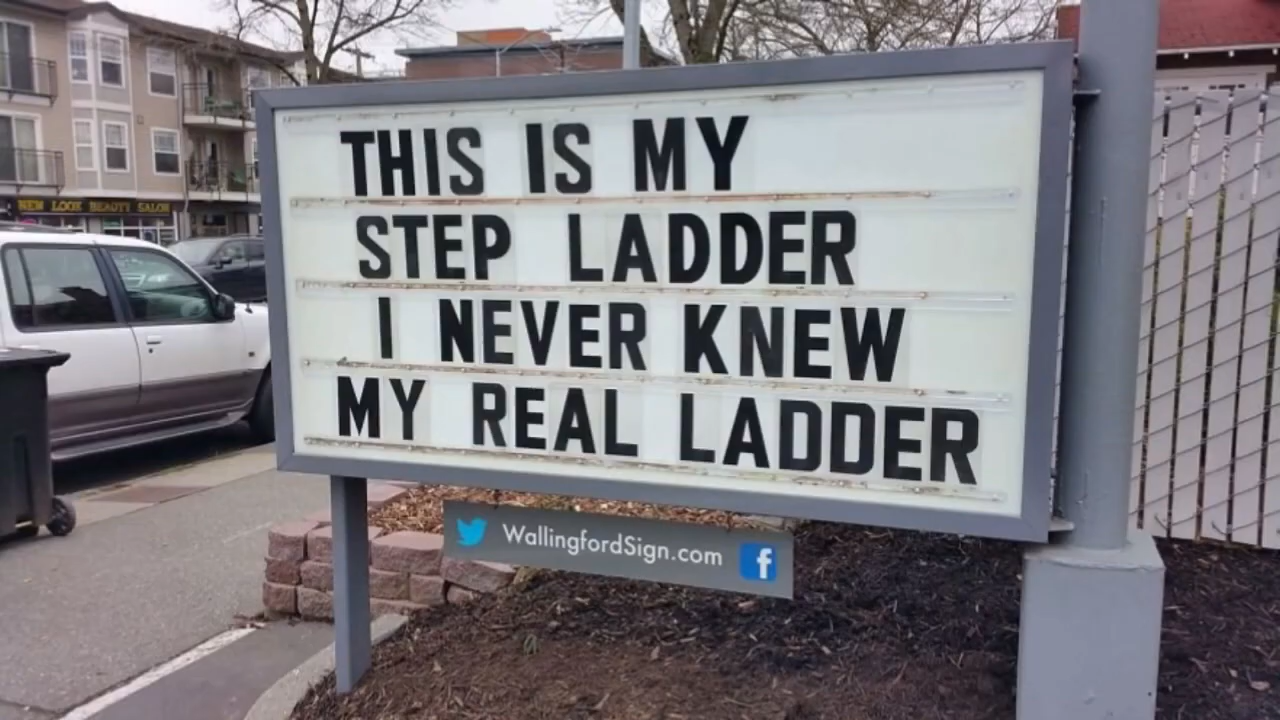 NEW LOOK BEAUTY SALON
THIS IS MY
STEP LADDER
I NEVER KNEW
MY REAL LADDER
WallingfordSign.com